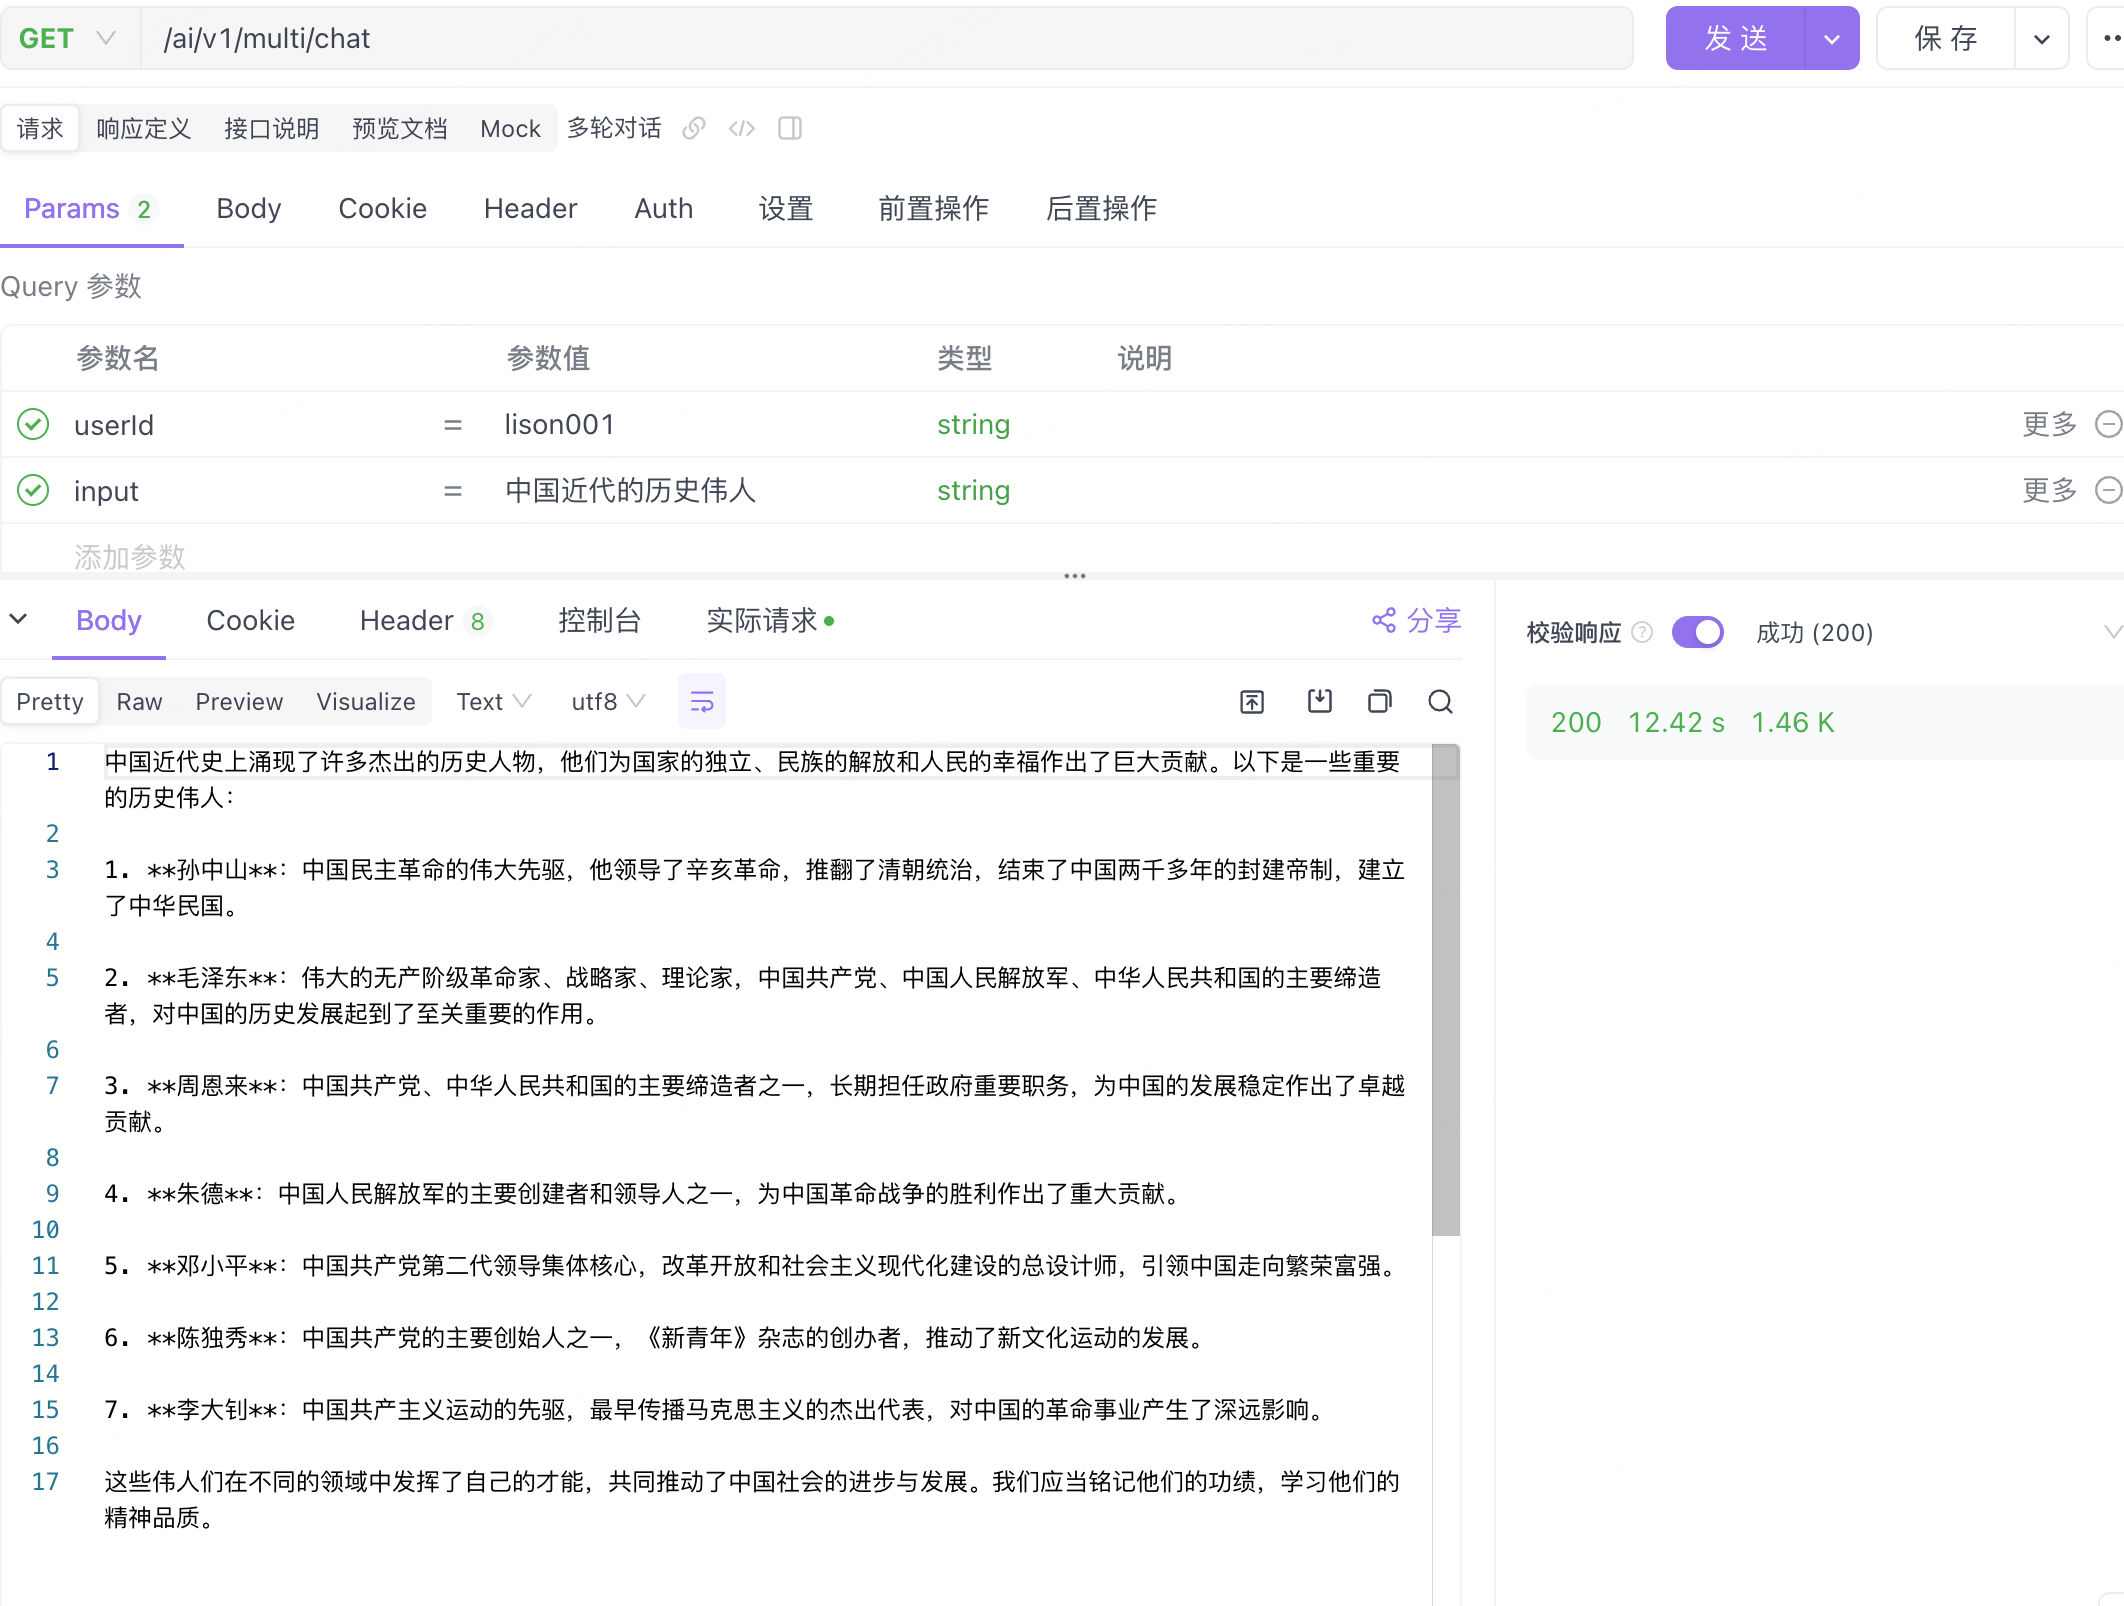 GET /ai/v1/multi/chat 发 送 保 存
请求 响应定义 接口说明 预览文档 Mock 多轮对话
Params 2 Body Cookie Header Auth 设置 前置操作 后置操作
Query 参数
参数名 参数值 类型 说明
userId = lison001 string 更多
input = 中国近代的历史伟人 string 更多
添加参数
Body Cookie Header 8 控制台 实际请求 分享
校验响应 ? 成功 (200)
Pretty Raw Preview Visualize Text utf8
200 12.42 s 1.46 K
1 中国近代史上涌现了许多杰出的历史人物，他们为国家的独立、民族的解放和人民的幸福作出了巨大贡献。以下是一些重要
的历史伟人：
2
3 1. **孙中山**：中国民主革命的伟大先驱，他领导了辛亥革命，推翻了清朝统治，结束了中国两千多年的封建帝制，建立
了中华民国。
4
5 2. **毛泽东**：伟大的无产阶级革命家、战略家、理论家，中国共产党、中国人民解放军、中华人民共和国的主要缔造
者，对中国的历史发展起到了至关重要的作用。
6
7 3. **周恩来**：中国共产党、中华人民共和国的主要缔造者之一，长期担任政府重要职务，为中国的发展稳定作出了卓越
贡献。
8
9 4. **朱德**：中国人民解放军的主要创建者和领导人之一，为中国革命战争的胜利作出了重大贡献。
10
11 5. **邓小平**：中国共产党第二代领导集体核心，改革开放和社会主义现代化建设的总设计师，引领中国走向繁荣富强。
12
13 6. **陈独秀**：中国共产党的主要创始人之一，《新青年》杂志的创办者，推动了新文化运动的发展。
14
15 7. **李大钊**：中国共产主义运动的先驱，最早传播马克思主义的杰出代表，对中国的革命事业产生了深远影响。
16
17 这些伟人们在不同的领域中发挥了自己的才能，共同推动了中国社会的进步与发展。我们应当铭记他们的功绩，学习他们的
精神品质。